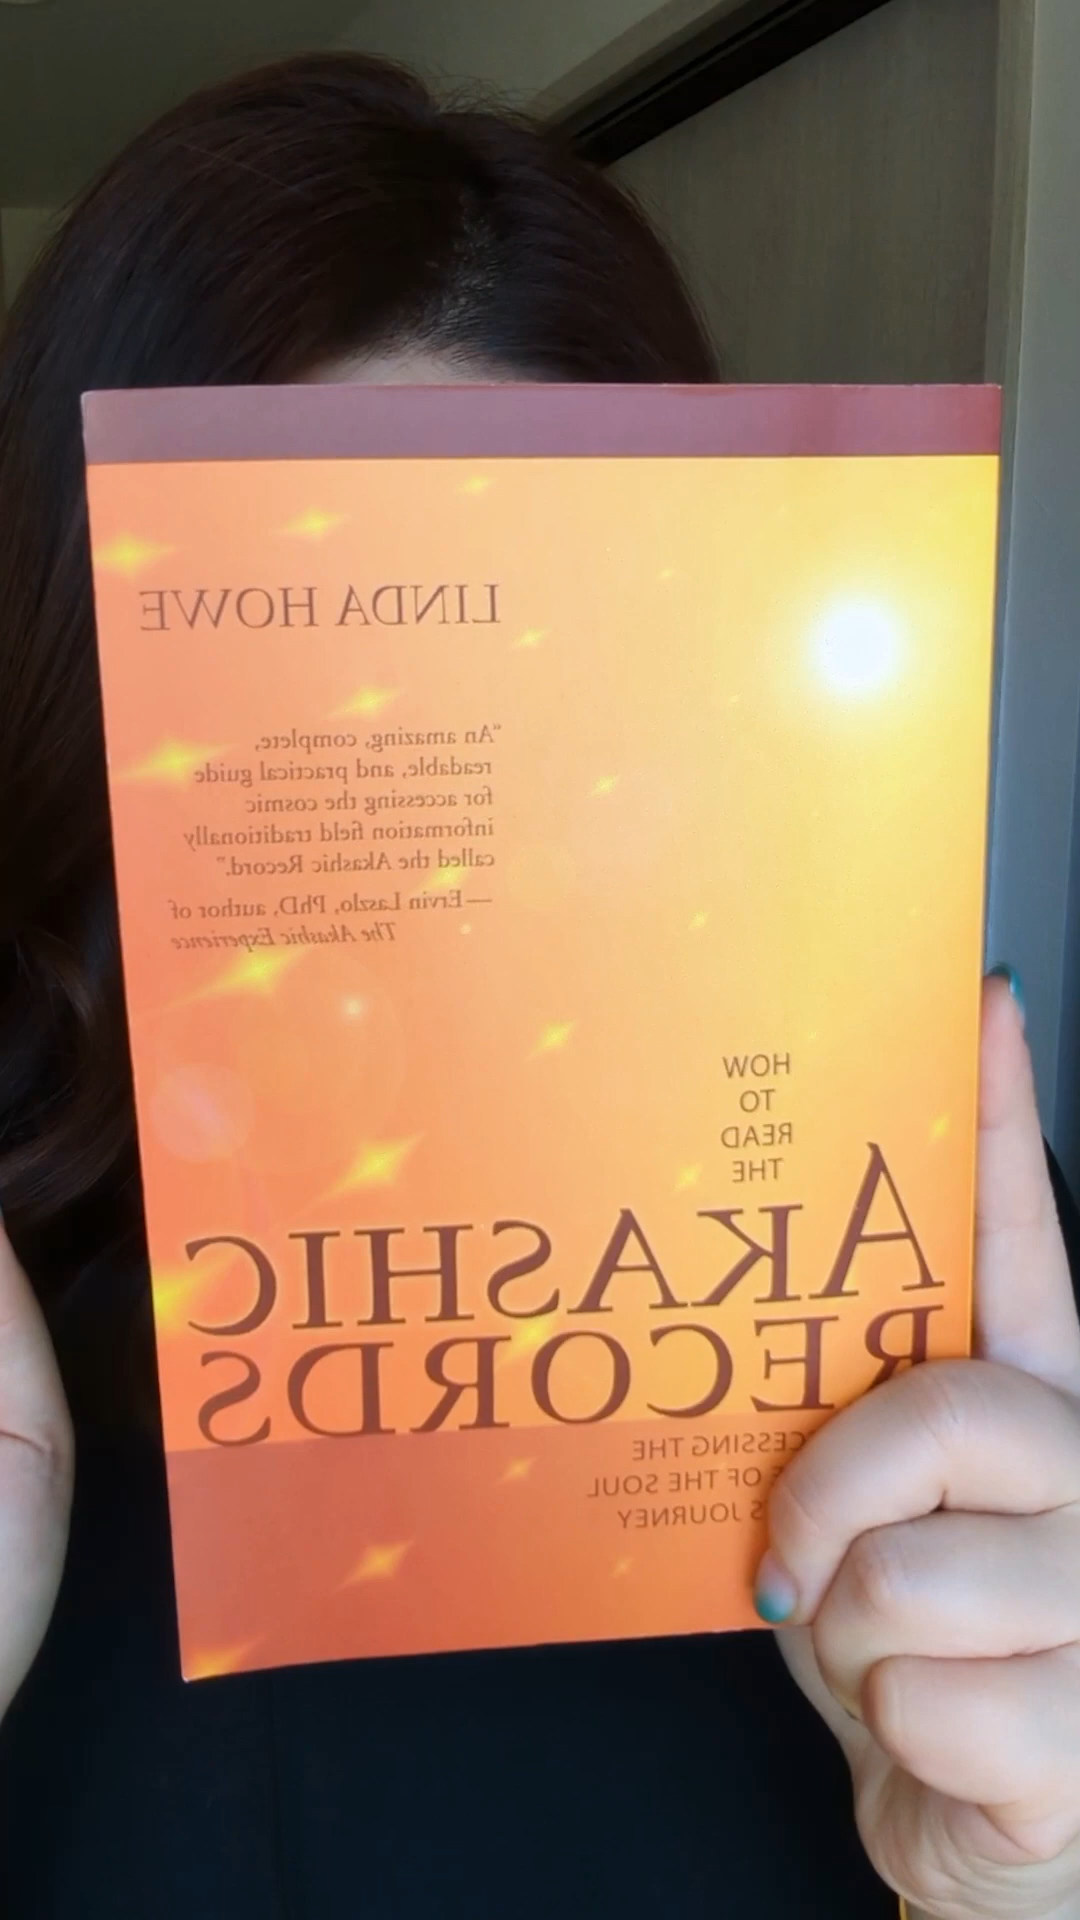 LINDA HOWE
"An amazing, complete,
readable, and practical guide
for accessing the cosmic
information field traditionally
called the Akashic Record."
—Ervin Laszlo, PhD, author of
The Akashic Experience
HOW
TO
READ
THE
AKASHIC
RECORDS
THE
OF THE SOUL
JOURNEY